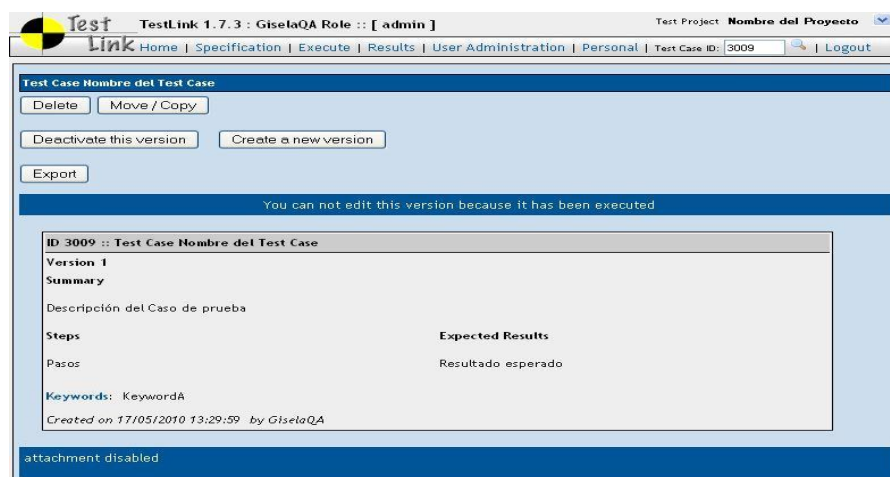 Test Link
TestLink 1.7.3 : GiselaQA Role :: [ admin ]
Test Project Nombre del Proyecto
Home | Specification | Execute | Results | User Administration | Personal | Test Case ID: 3009 | Logout
Test Case Nombre del Test Case
Delete Move / Copy
Deactivate this version Create a new version
Export
You can not edit this version because it has been executed
ID 3009 :: Test Case Nombre del Test Case
Version 1
Summary
Descripción del Caso de prueba
Steps Expected Results
Pasos Resultado esperado
Keywords: KeywordA
Created on 17/05/2010 13:29:59 by GiselaQA
attachment disabled